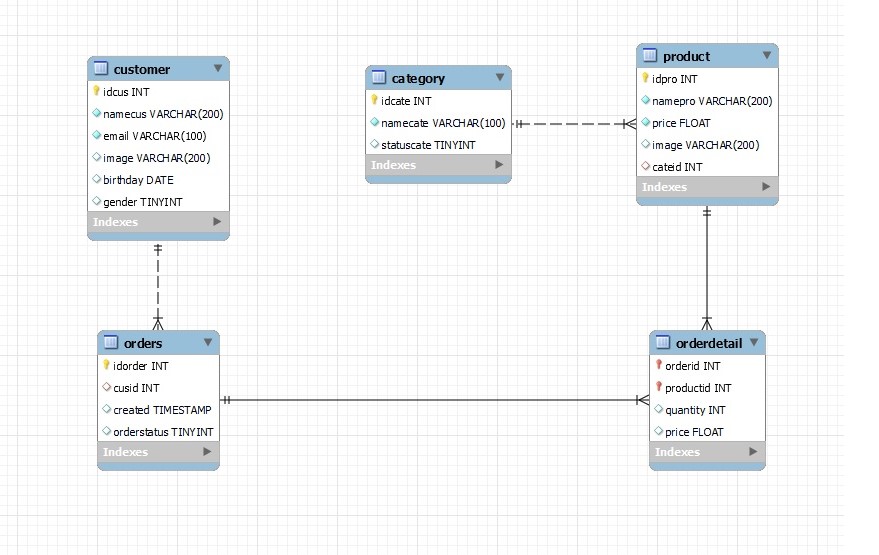 customer
idcus INT
namecus VARCHAR(200)
email VARCHAR(100)
image VARCHAR(200)
birthday DATE
gender TINYINT
Indexes
category
idcate INT
namecate VARCHAR(100)
statuscate TINYINT
Indexes
product
idpro INT
namepro VARCHAR(200)
price FLOAT
image VARCHAR(200)
cateid INT
Indexes
orders
idorder INT
cusid INT
created TIMESTAMP
orderstatus TINYINT
Indexes
orderdetail
orderid INT
productid INT
quantity INT
price FLOAT
Indexes